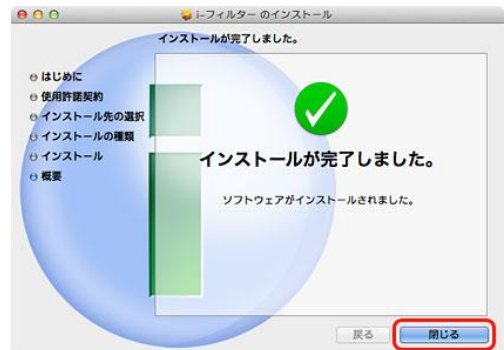 i-フィルター のインストール
インストールが完了しました。
はじめに
使用許諾契約
インストール先の選択
インストールの種類
インストール
概要
インストールが完了しました。
ソフトウェアがインストールされました。
戻る
閉じる